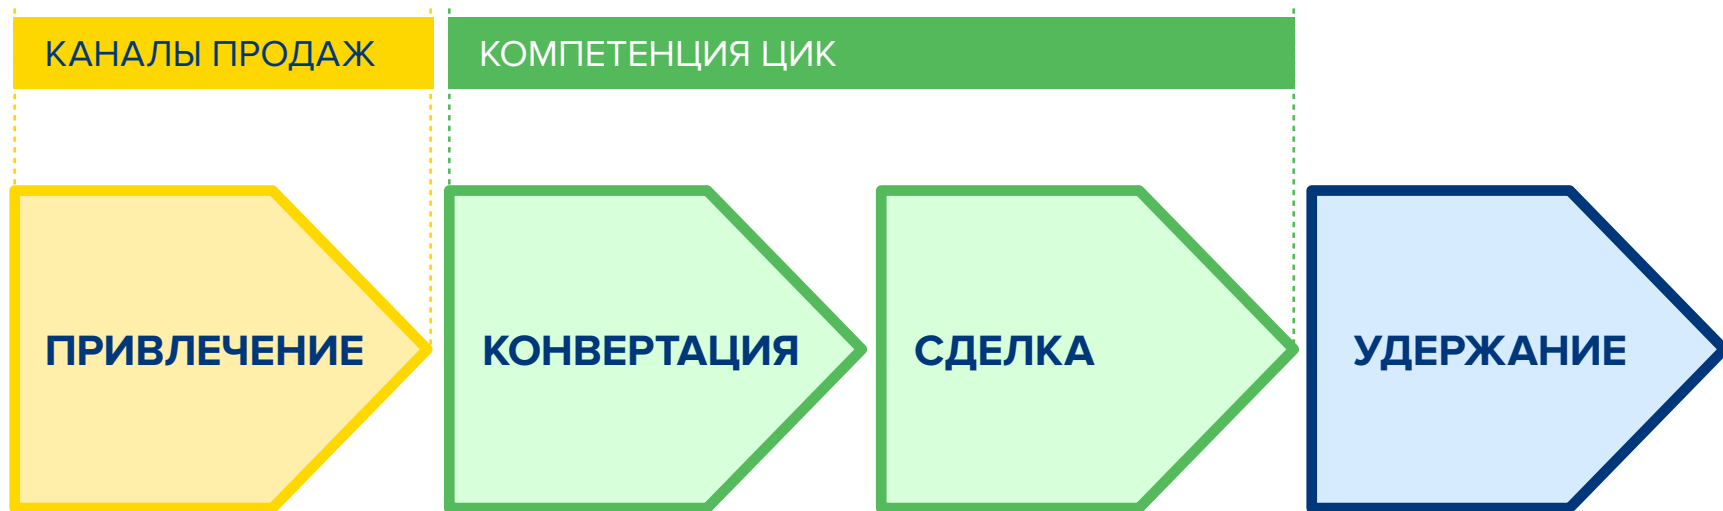 КАНАЛЫ ПРОДАЖ
КОМПЕТЕНЦИЯ ЦИК
ПРИВЛЕЧЕНИЕ
КОНВЕРТАЦИЯ
СДЕЛКА
УДЕРЖАНИЕ